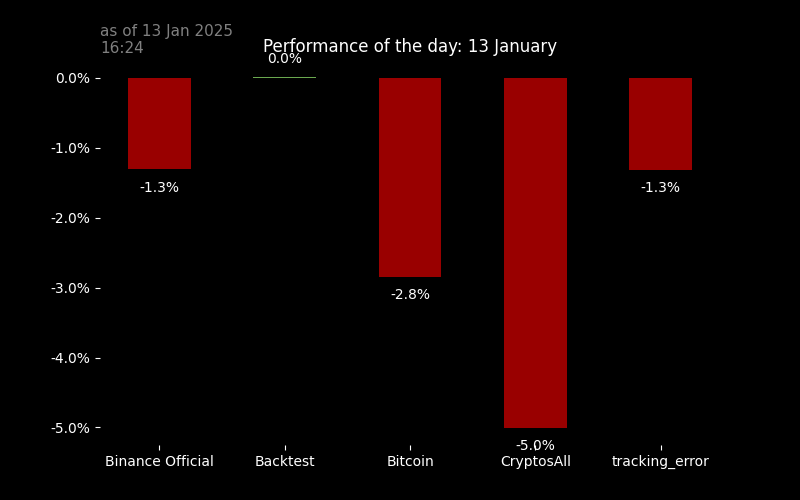 as of 13 Jan 2025
16:24
Performance of the day: 13 January
0.0%
0.0%
-1.0%
-1.3%
-1.3%
-2.0%
-2.8%
-3.0%
-4.0%
-5.0%
-5.0%
Binance Official
Backtest
Bitcoin
CryptosAll
tracking_error